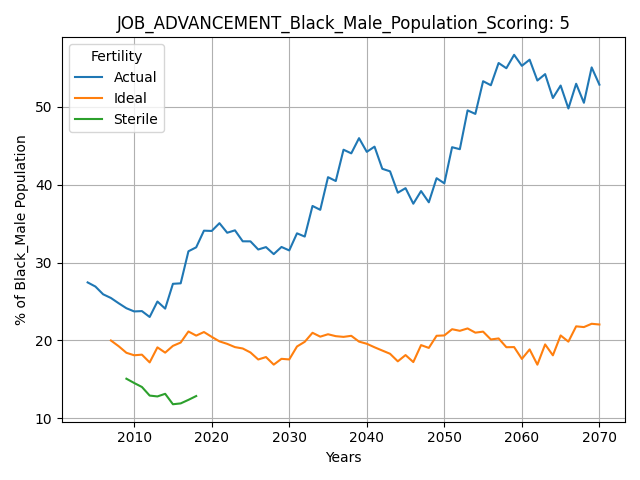 JOB_ADVANCEMENT_Black_Male_Population_Scoring: 5
Fertility
Actual
Ideal
Sterile
% of Black_Male Population
50
40
30
20
10
2010 2020 2030 2040 2050 2060 2070
Years